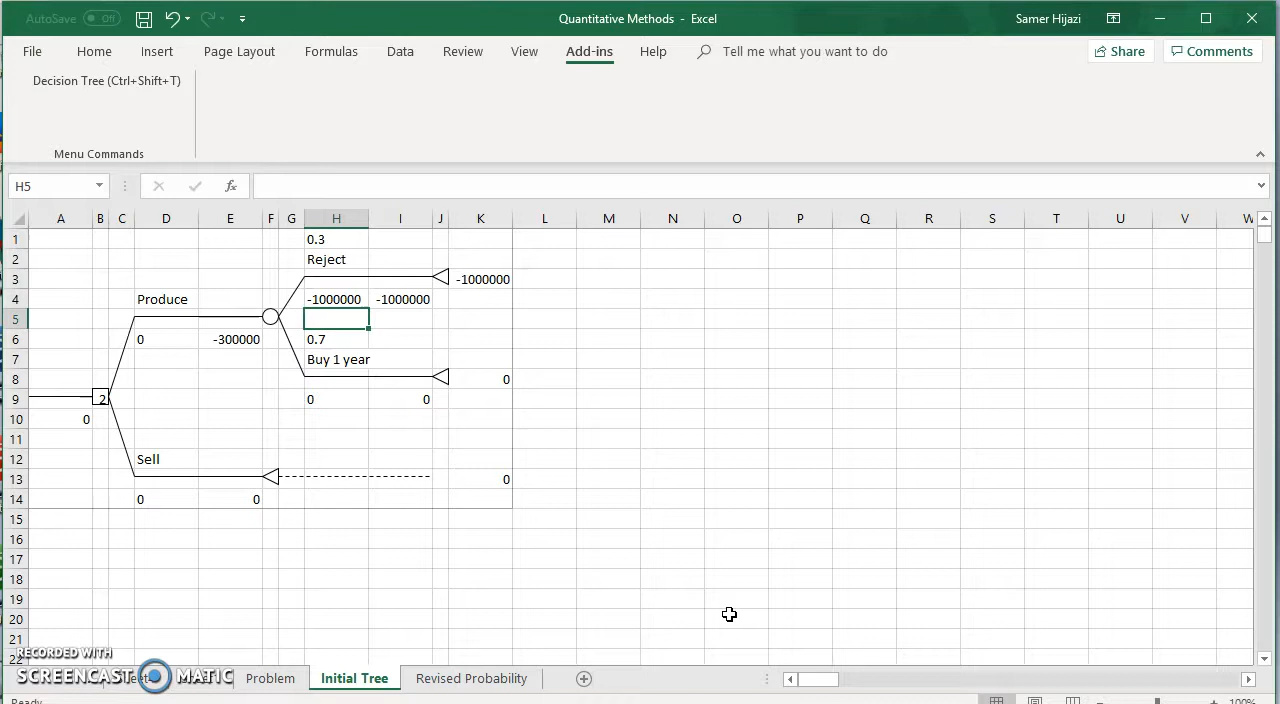 AutoSave Off
Quantitative Methods - Excel
Samer Hijazi
File Home Insert Page Layout Formulas Data Review View Add-ins Help Tell me what you want to do Share Comments
Decision Tree (Ctrl+Shift+T)
Menu Commands
H5 fx
A B C D E F G H I J K L M N O P Q R S T U V W
1 0.3
2 Reject
3 -1000000
4 Produce -1000000 -1000000
5
6 0 -300000 0.7
7 Buy 1 year
8 0
9 2 0 0
10 0
11
12 Sell
13 0
14 0 0
15
16
17
18
19
20
21
22
RECORDED WITH
SCREENCAST MATIC
Problem Initial Tree Revised Probability
Ready 100%